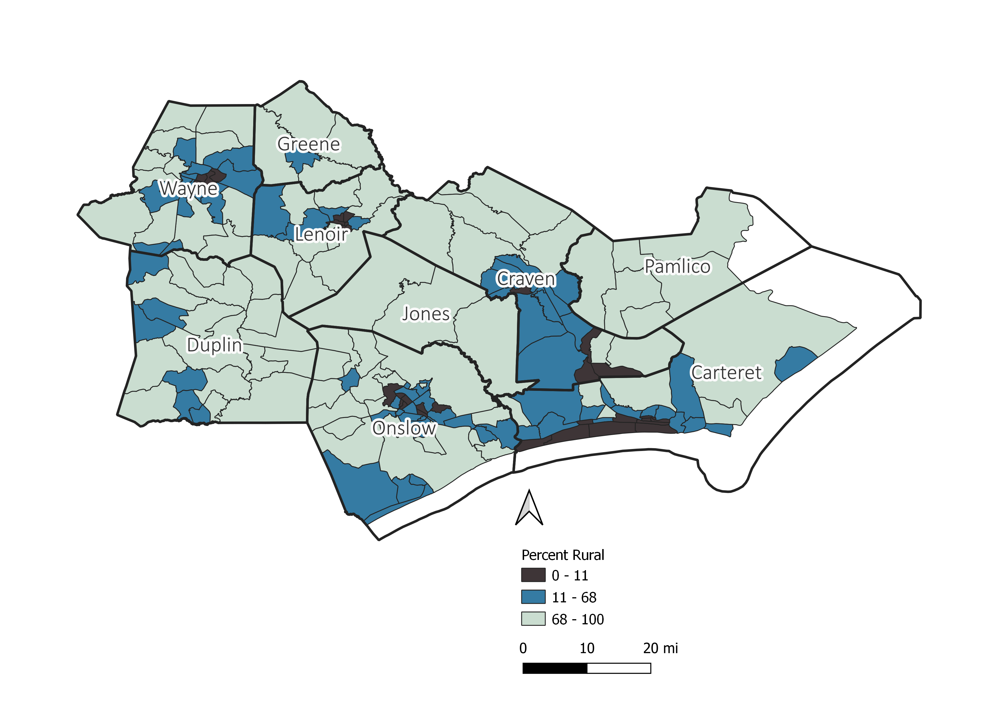 Greene
Wayne
Lenoir
Pamlico
Craven
Jones
Duplin
Carteret
Onslow
Percent Rural
0 - 11
11 - 68
68 - 100
0 10 20 mi